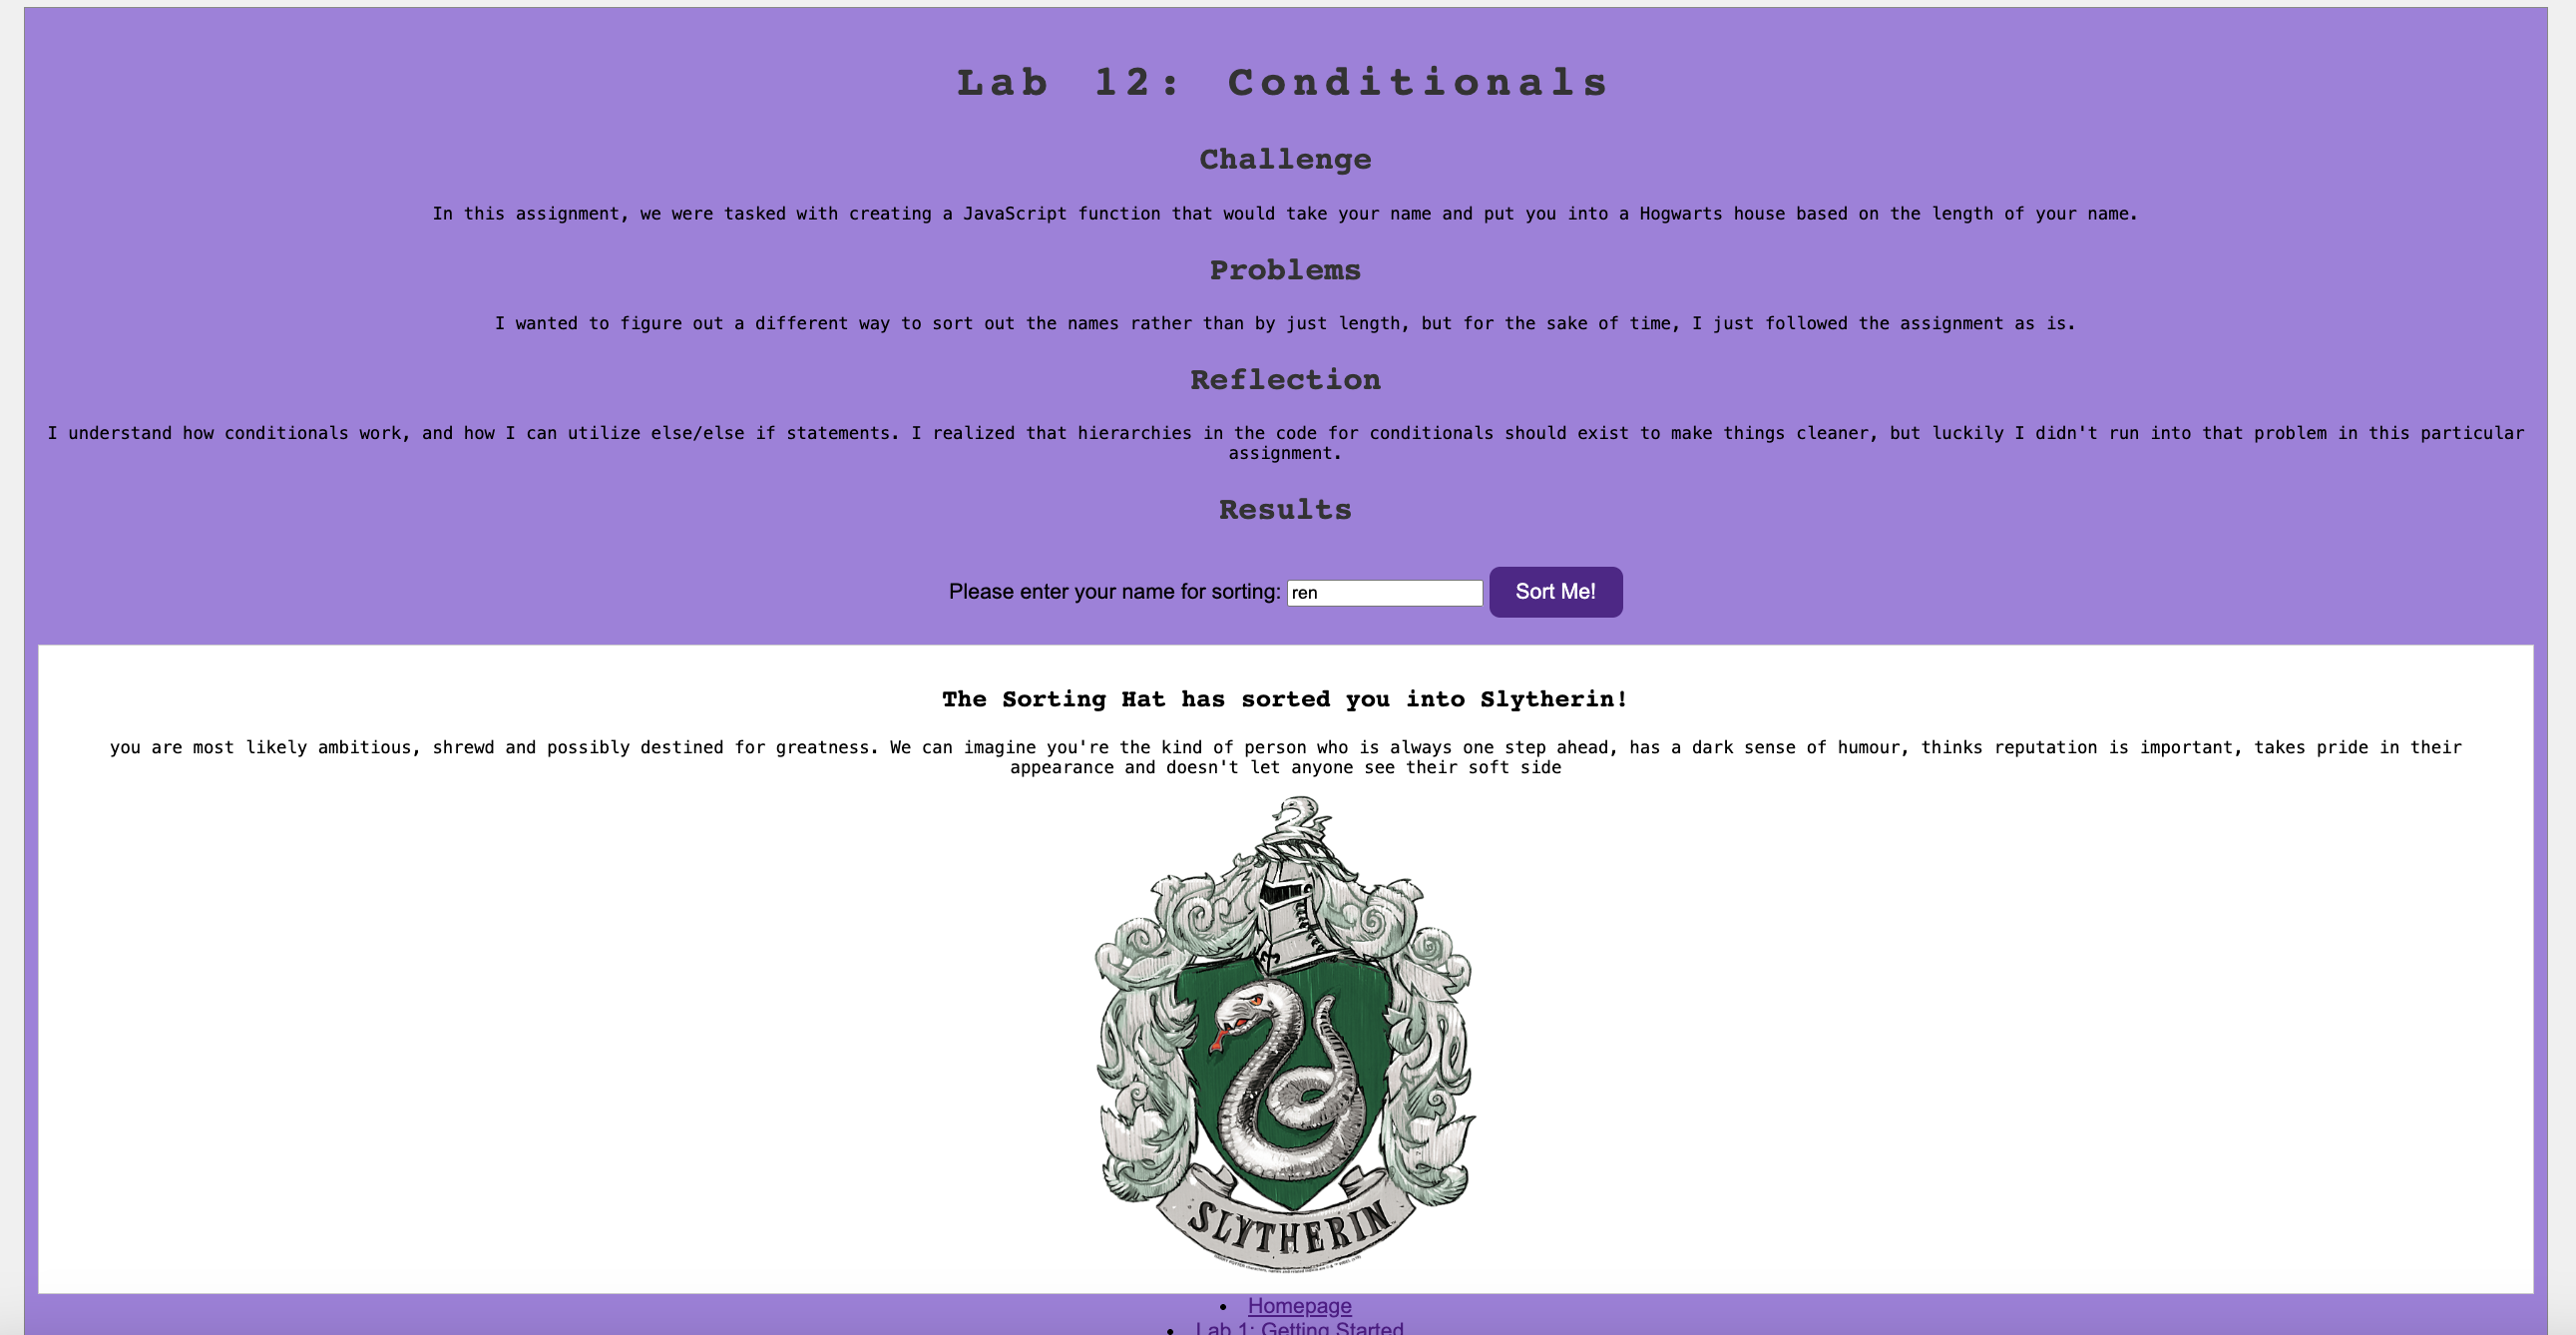 Lab 12: Conditionals
Challenge
In this assignment, we were tasked with creating a JavaScript function that would take your name and put you into a Hogwarts house based on the length of your name.
Problems
I wanted to figure out a different way to sort out the names rather than by just length, but for the sake of time, I just followed the assignment as is.
Reflection
I understand how conditionals work, and how I can utilize else/else if statements. I realized that hierarchies in the code for conditionals should exist to make things cleaner, but luckily I didn't run into that problem in this particular
assignment.
Results
Please enter your name for sorting: ren Sort Me!
The Sorting Hat has sorted you into Slytherin!
you are most likely ambitious, shrewd and possibly destined for greatness. We can imagine you're the kind of person who is always one step ahead, has a dark sense of humour, thinks reputation is important, takes pride in their
appearance and doesn't let anyone see their soft side
SLYTHERIN
Homepage
Lab 1: Getting Started